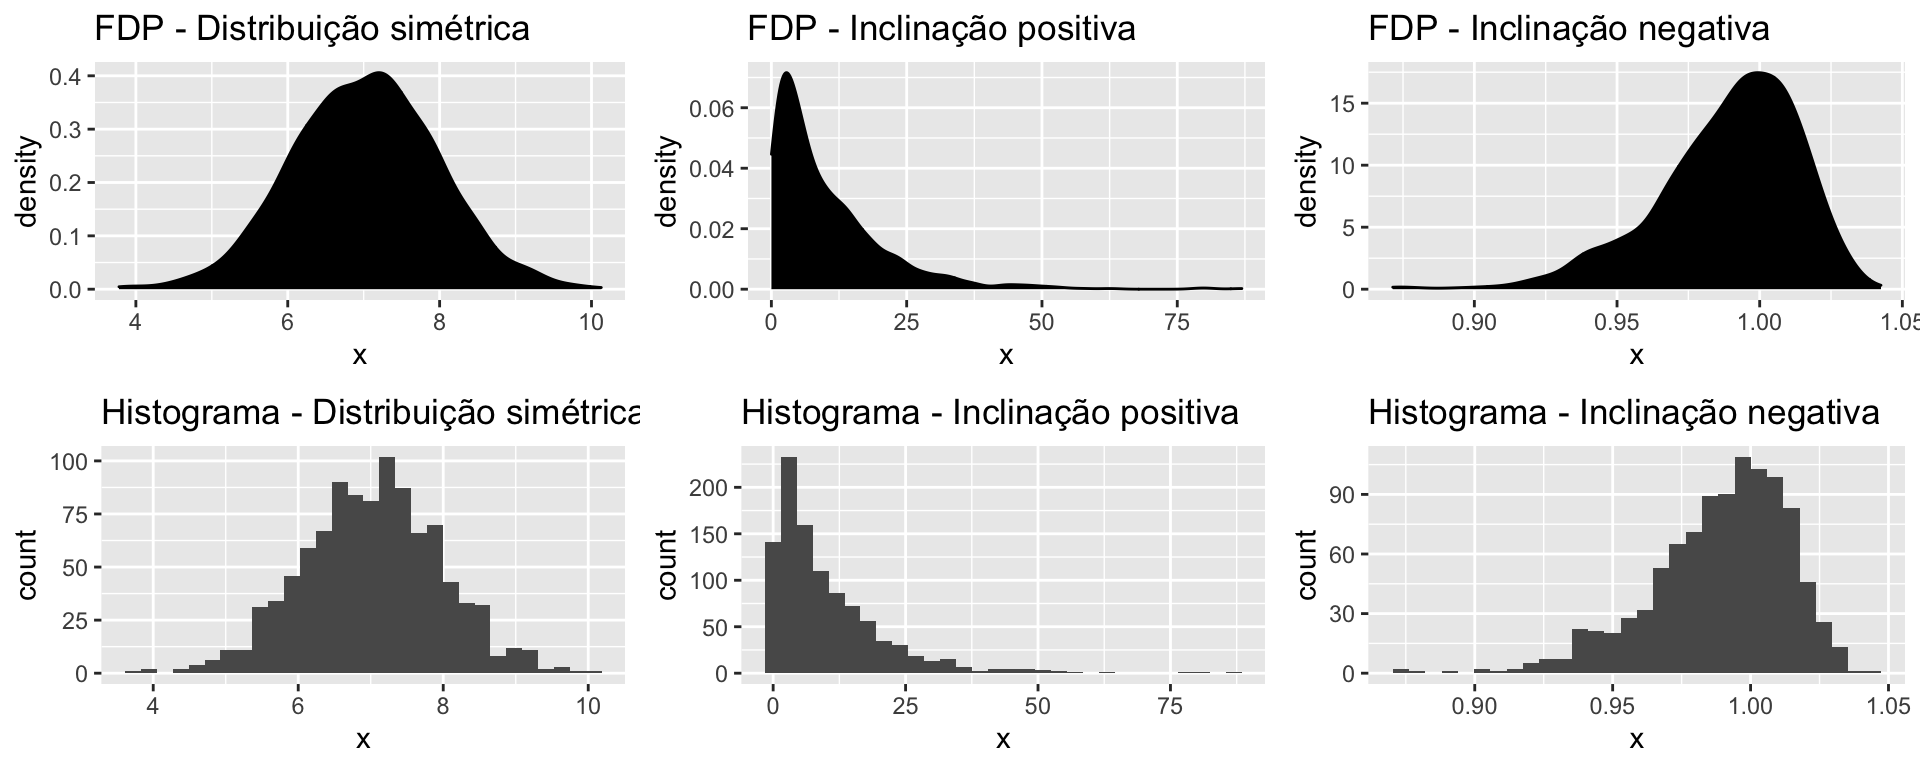 FDP - Distribuição simétrica
0.4
0.3
0.2
0.1
0.0
density
4 6 8 10
x
FDP - Inclinação positiva
0.06
0.04
0.02
0.00
density
0 25 50 75
x
FDP - Inclinação negativa
15
10
5
0
density
0.90 0.95 1.00 1.05
x
Histograma - Distribuição simétrica
100
75
50
25
0
count
4 6 8 10
x
Histograma - Inclinação positiva
200
150
100
50
0
count
0 25 50 75
x
Histograma - Inclinação negativa
90
60
30
0
count
0.90 0.95 1.00 1.05
x